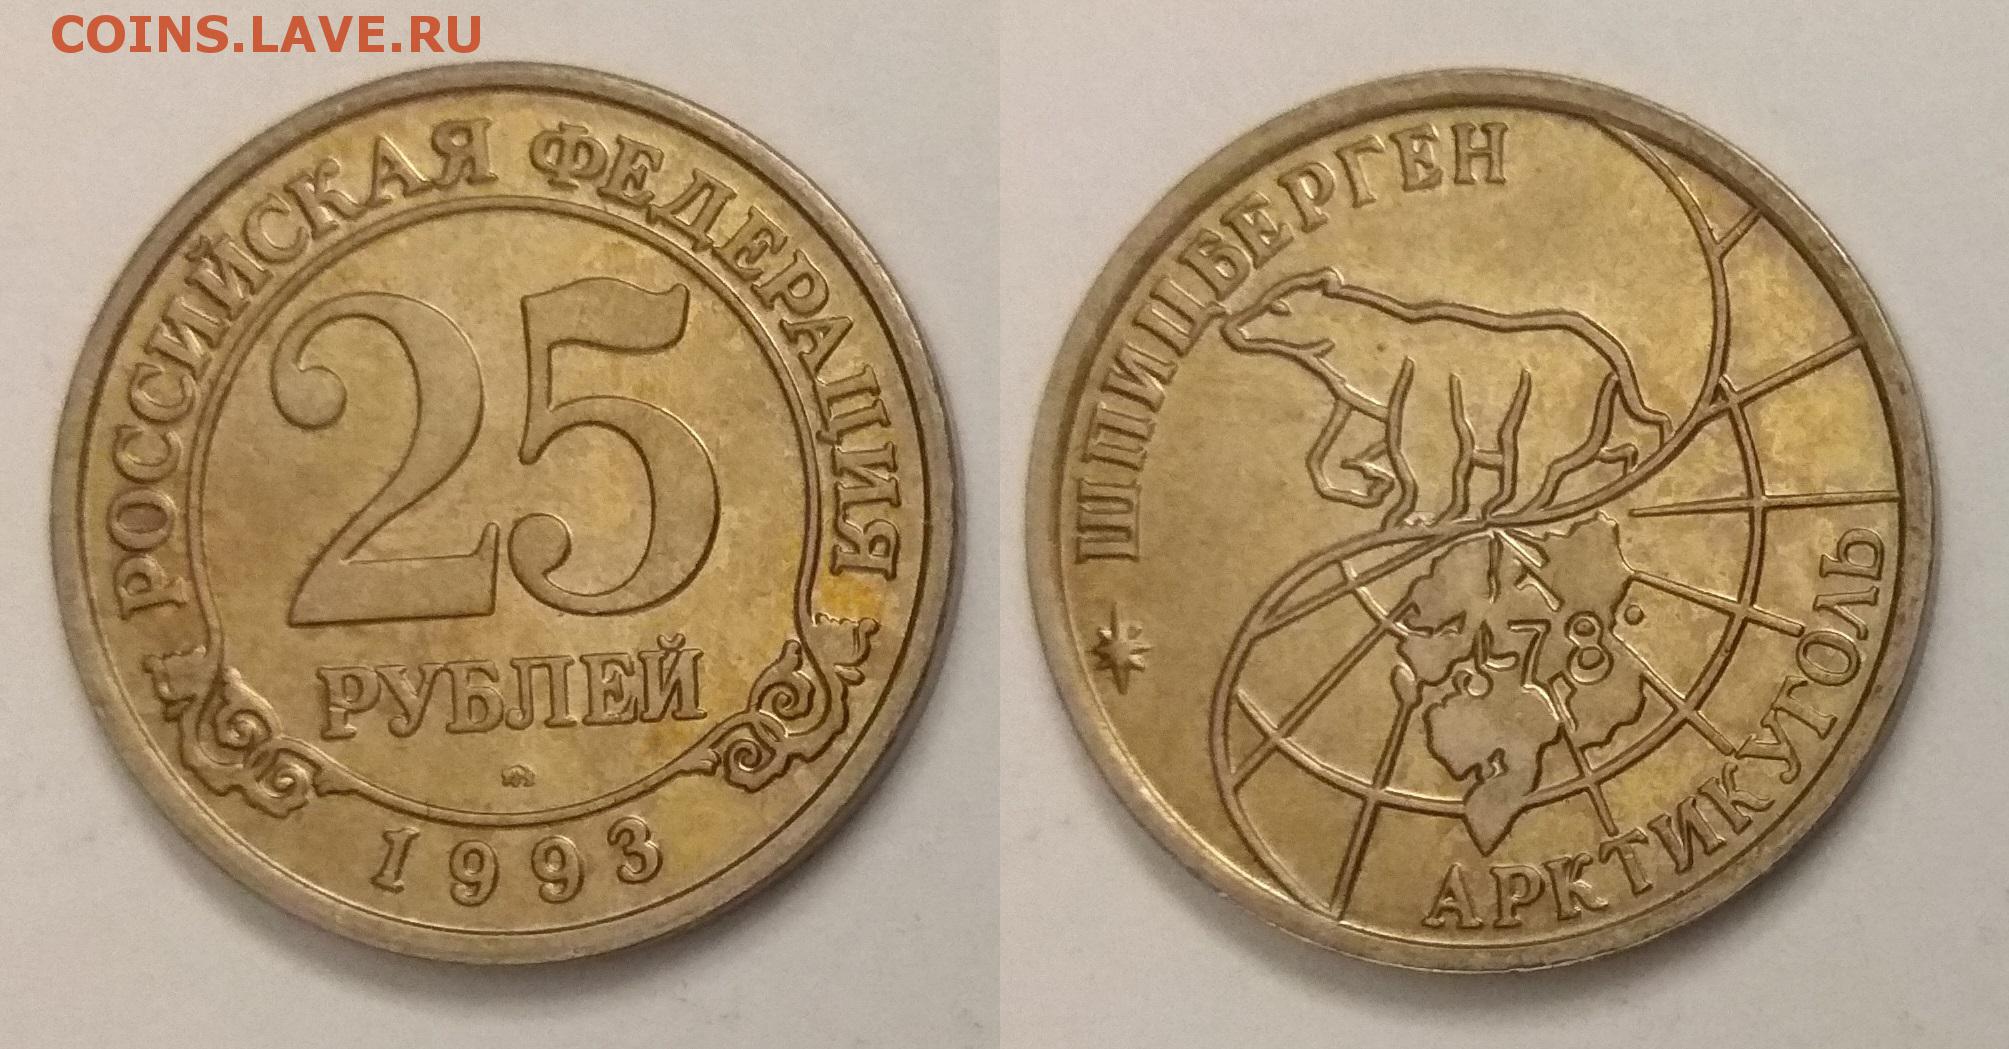 COINS.LAVE.RU
РОССИЙСКАЯ ФЕДЕРАЦИЯ
25
РУБЛЕЙ
1993
ШПИЦБЕРГЕН
78°
АРКТИКУГОЛЬ